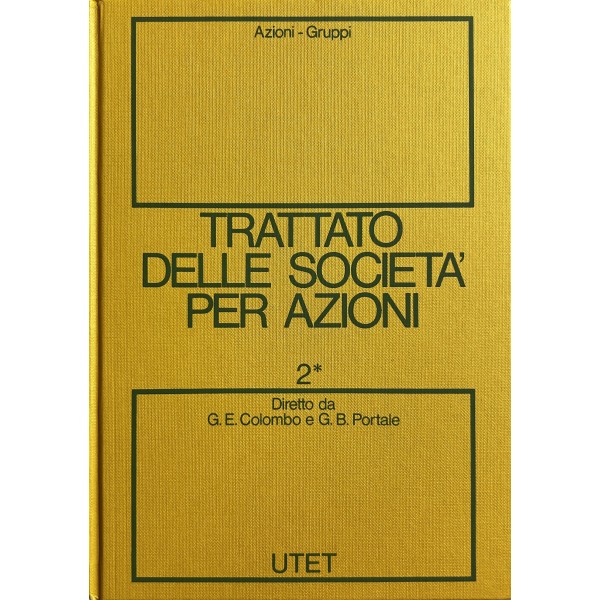 Azioni - Gruppi
TRATTATO
DELLE SOCIETA'
PER AZIONI
2*
Diretto da
G. E. Colombo e G. B. Portale
UTET